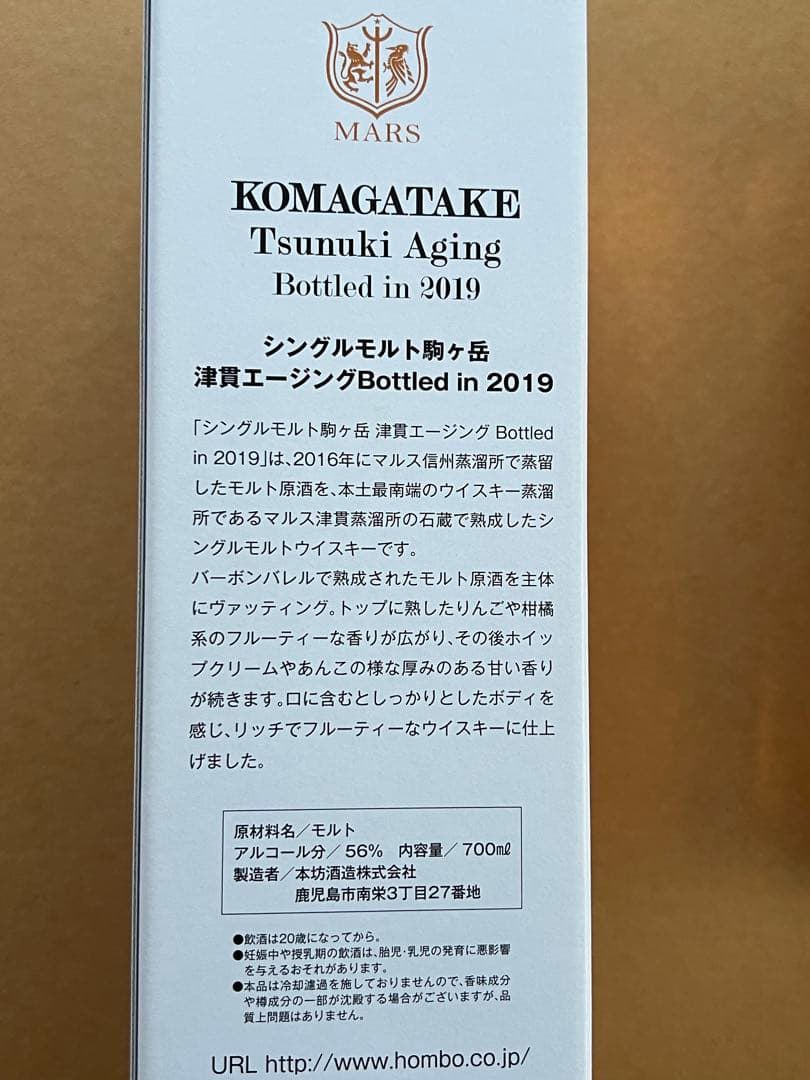 MARS
KOMAGATAKE
Tsunuki Aging
Bottled in 2019
シングルモルト駒ヶ岳
津貫エージングBottled in 2019
「シングルモルト駒ヶ岳 津貫エージング Bottled
in 2019」は、2016年にマルス信州蒸溜所で蒸留
したモルト原酒を、本土最南端のウイスキー蒸溜
所であるマルス津貫蒸溜所の石蔵で熟成したシ
ングルモルトウイスキーです。
バーボンバレルで熟成されたモルト原酒を主体
にヴァッティング。トップに熟したりんごや柑橘
系のフルーティーな香りが広がり、その後ホイッ
プクリームやあんこの様な厚みのある甘い香り
が続きます。口に含むとしっかりとしたボディを
感じ、リッチでフルーティーなウイスキーに仕上
げました。
原材料名／モルト
アルコール分／56%　内容量／700㎖
製造者／本坊酒造株式会社
鹿児島市南栄3丁目27番地
●飲酒は20歳になってから。
●妊娠中や授乳期の飲酒は、胎児・乳児の発育に悪影響
を与えるおそれがあります。
●本品は冷却濾過を施しておりませんので、香味成分
や樽成分の一部が沈殿する場合がございますが、品
質上問題はありません。
URL http://www.hombo.co.jp/